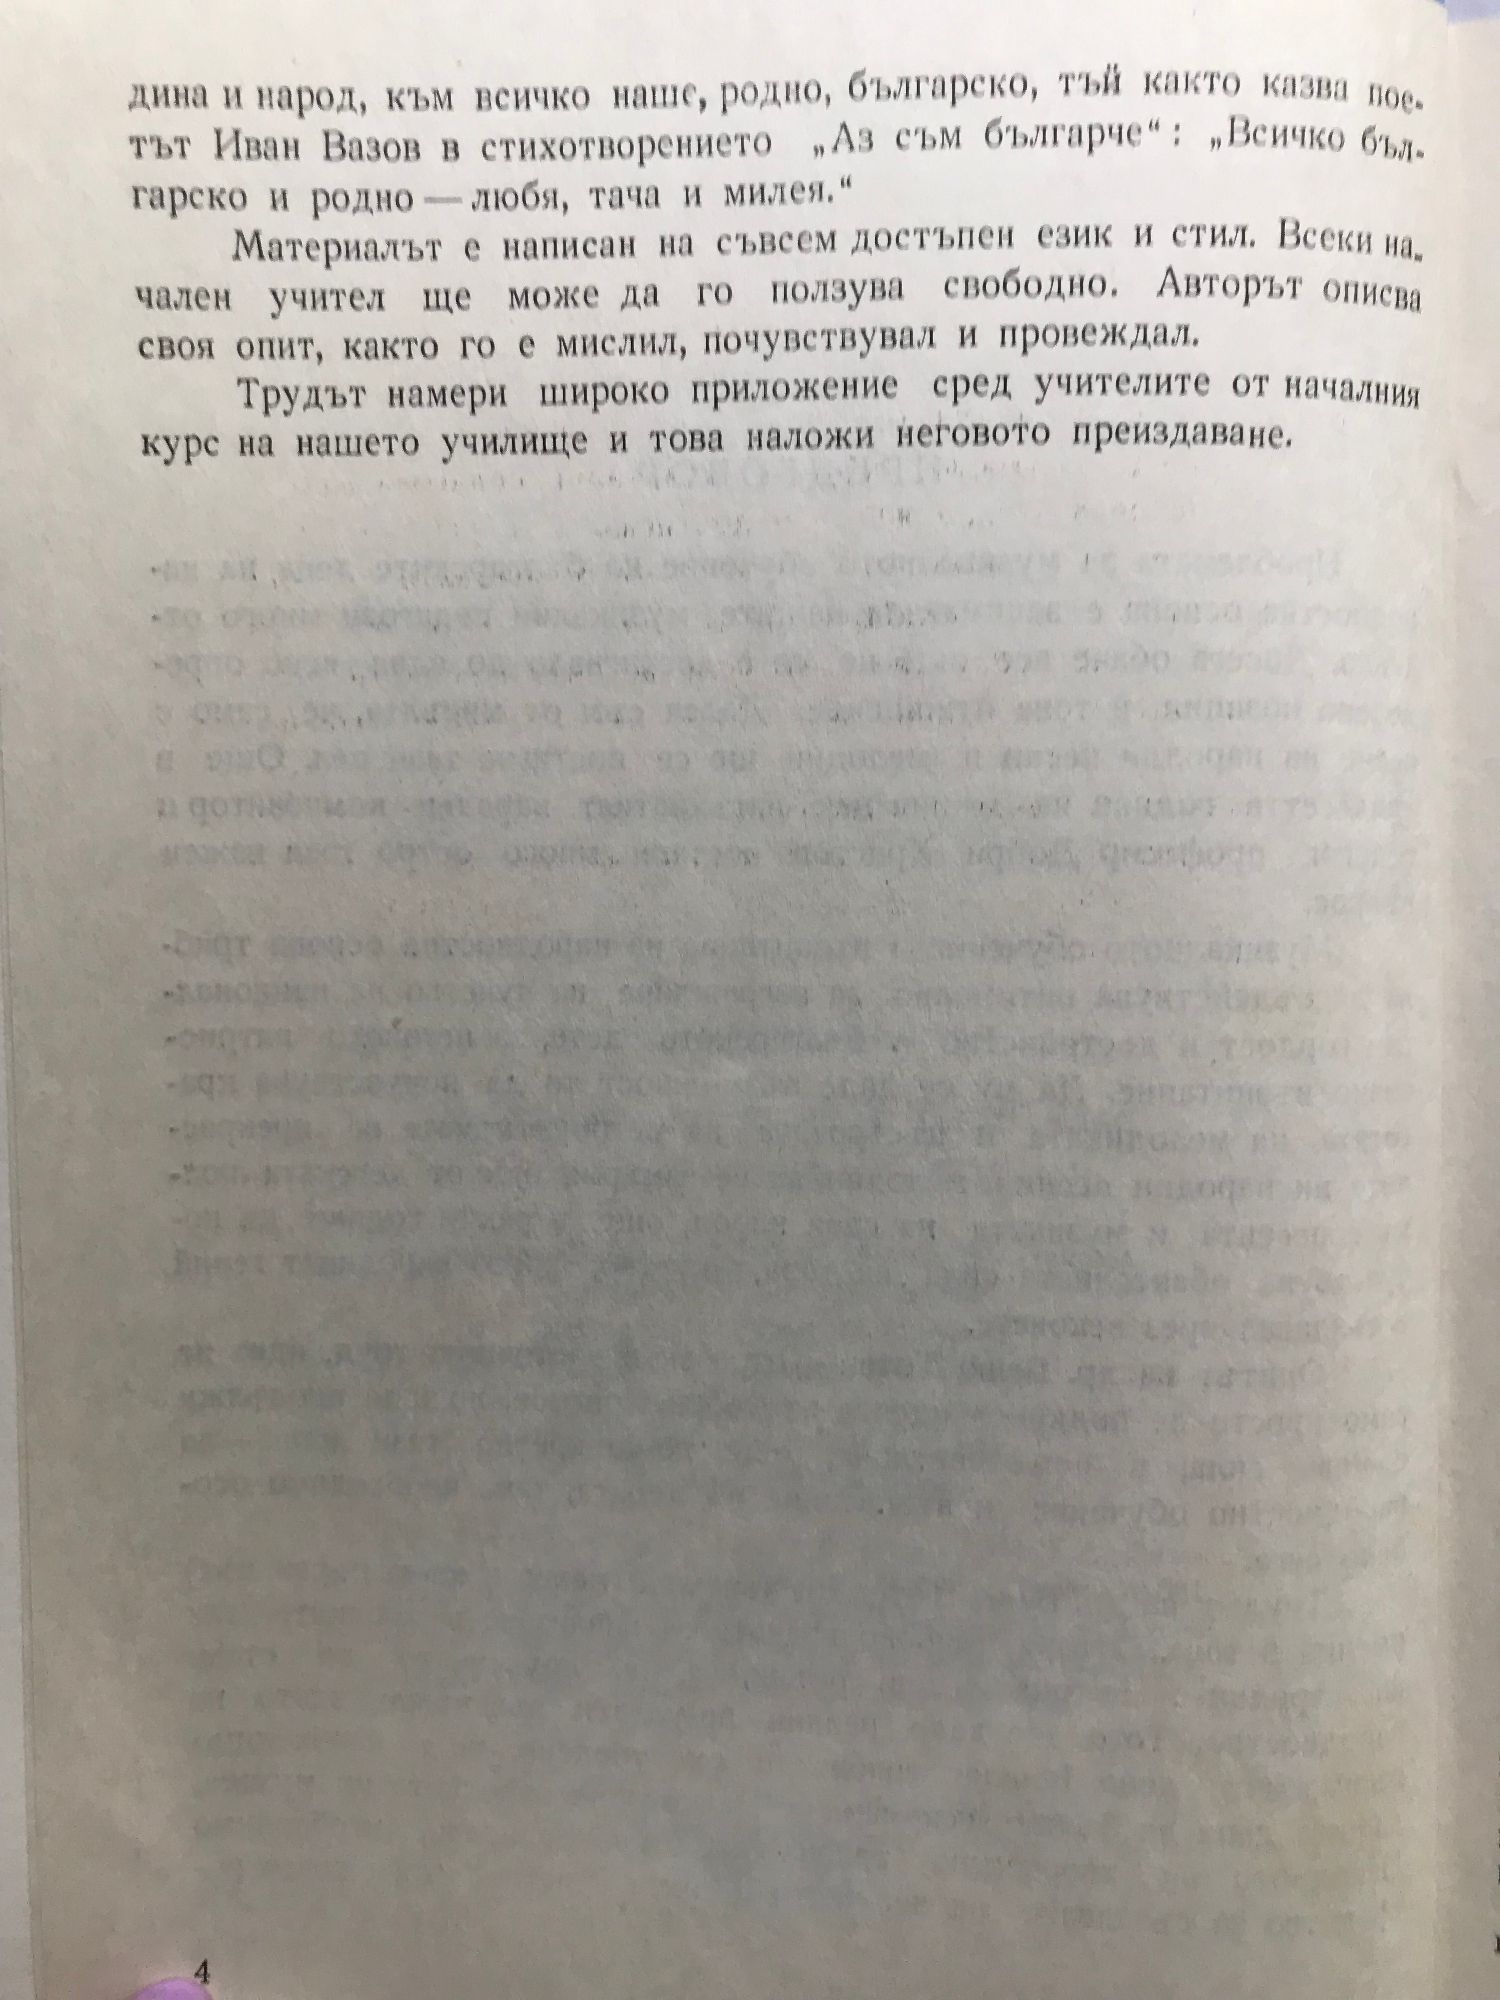 дина и народ, към всичко наше, родно, българско, тъй както казва пое-
тът Иван Вазов в стихотворението „Аз съм българче“: „Всичко бъл-
гарско и родно — любя, тача и милея.“
Материалът е написан на съвсем достъпен език и стил. Всеки на-
чален учител ще може да го ползува свободно. Авторът описва
своя опит, както го е мислил, почувствувал и провеждал.
Трудът намери широко приложение сред учителите от началния
курс на нашето училище и това наложи неговото преиздаване.
4